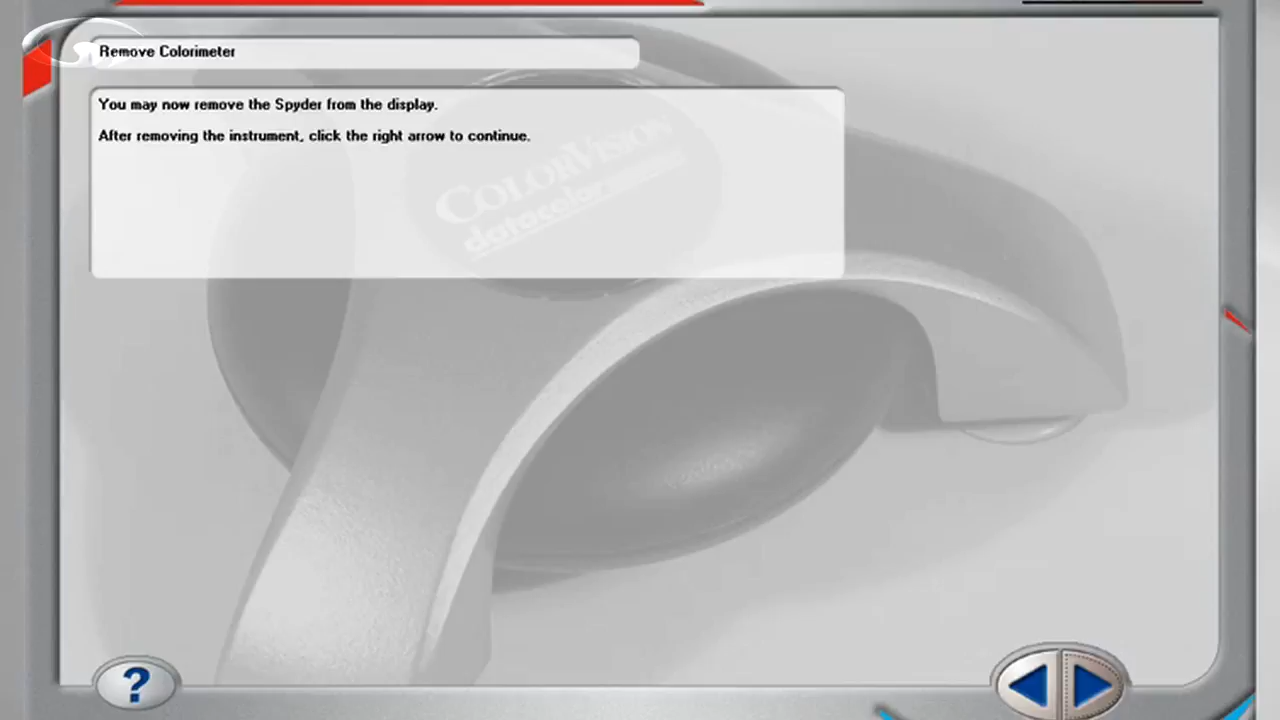 Remove Colorimeter
You may now remove the Spyder from the display.
After removing the instrument, click the right arrow to continue.
COLORVISION
datacolor
?